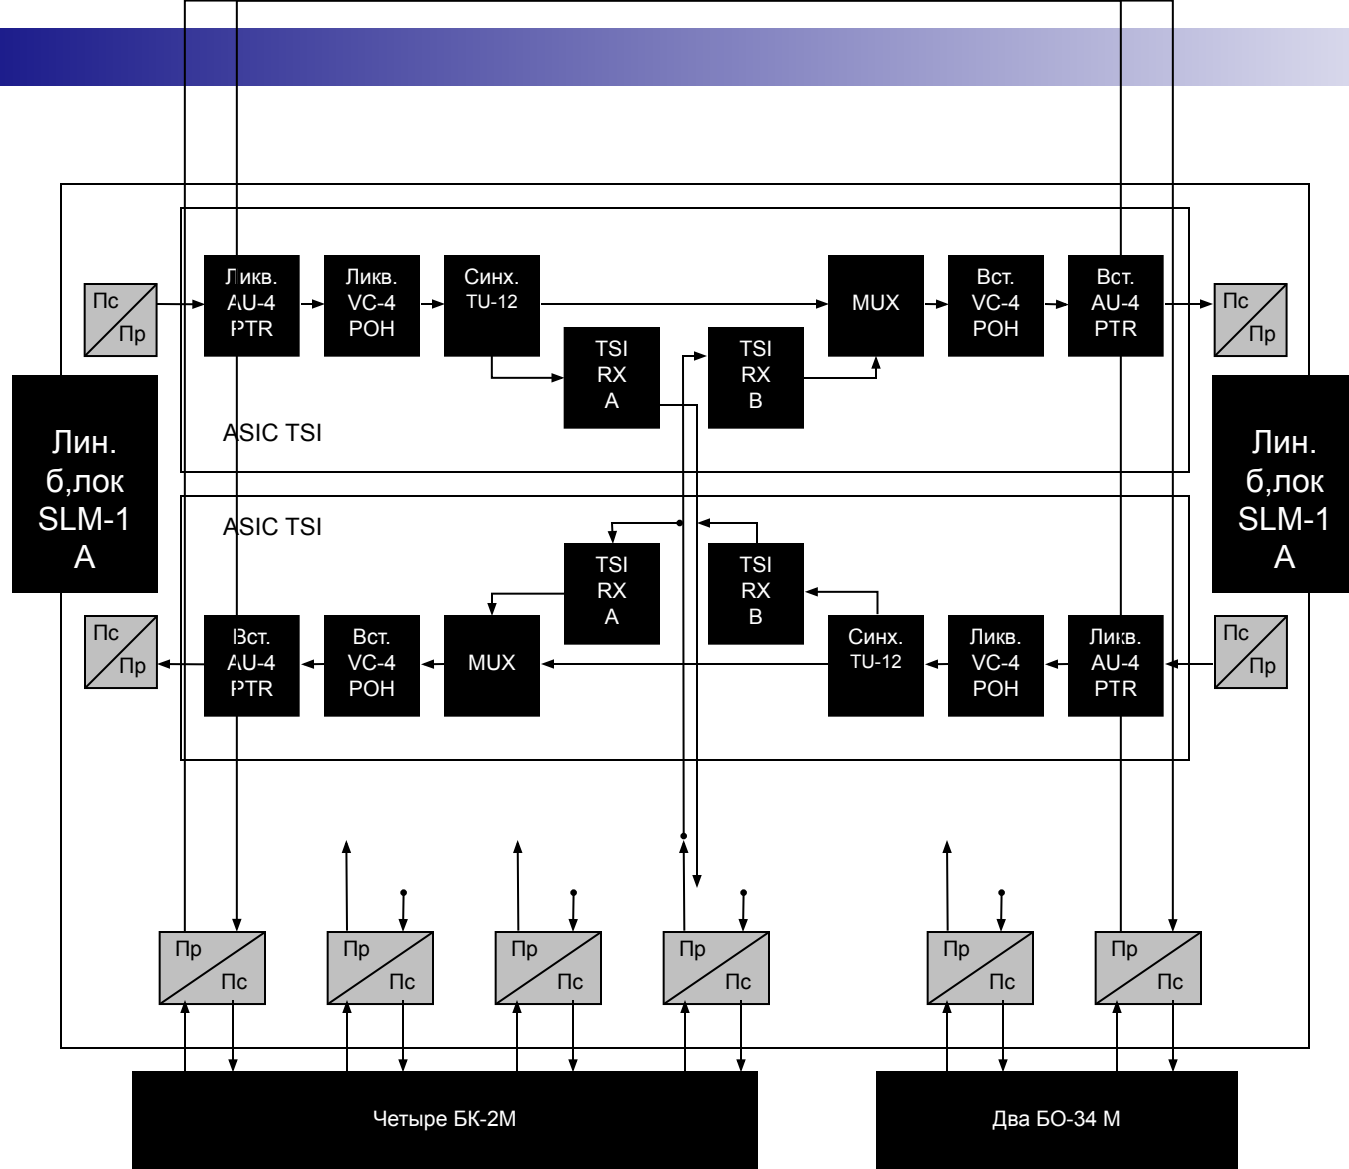 Пс
Пр
Ликв.
AU-4
PTR
Ликв.
VC-4
POH
Синх.
TU-12
MUX
Вст.
VC-4
POH
Вст.
AU-4
PTR
Пс
Пр
TSI
RX
A
TSI
RX
B
ASIC TSI
Лин.
б,лок
SLM-1
A
Лин.
б,лок
SLM-1
A
ASIC TSI
TSI
RX
A
TSI
RX
B
Пс
Пр
Вст.
AU-4
PTR
Вст.
VC-4
POH
MUX
Синх.
TU-12
Ликв.
VC-4
POH
Ликв.
AU-4
PTR
Пс
Пр
Пр
Пс
Пр
Пс
Пр
Пс
Пр
Пс
Пр
Пс
Пр
Пс
Четыре БК-2М
Два БО-34 М